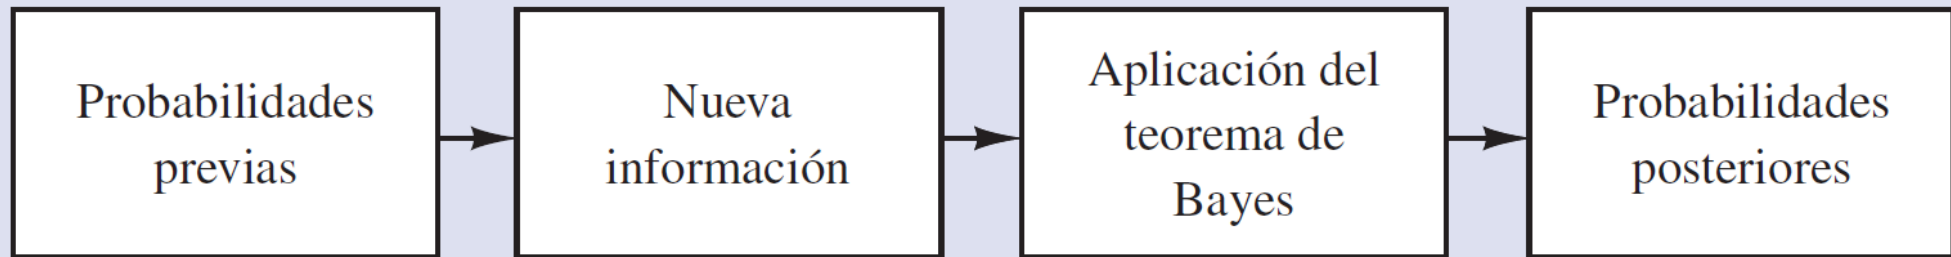 Probabilidades
previas
Nueva
información
Aplicación del
teorema de
Bayes
Probabilidades
posteriores